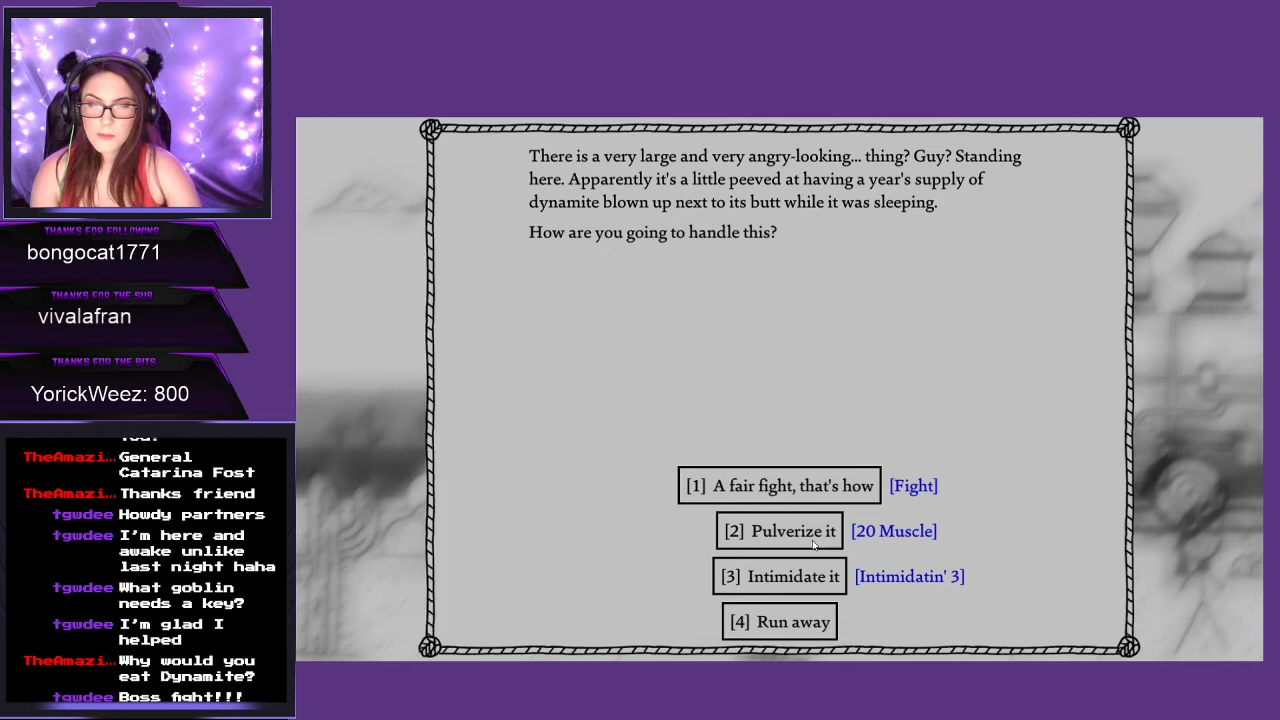 THANKS FOR FOLLOWING
bongocat1771
THANKS FOR THE SUB
vivalafran
THANKS FOR THE BITS
YorickWeez: 800
You!
TheAmazi… General
Catarina Fost
TheAmazi… Thanks friend
tgwdee Howdy partners
tgwdee I'm here and
awake unlike
last night haha
tgwdee What goblin
needs a key?
tgwdee I'm glad I
helped
TheAmazi… Why would you
eat Dynamite?
tgwdee Boss fight!!!
There is a very large and very angry-looking... thing? Guy? Standing
here. Apparently it's a little peeved at having a year's supply of
dynamite blown up next to its butt while it was sleeping.
How are you going to handle this?
[1] A fair fight, that's how [Fight]
[2] Pulverize it [20 Muscle]
[3] Intimidate it [Intimidatin' 3]
[4] Run away